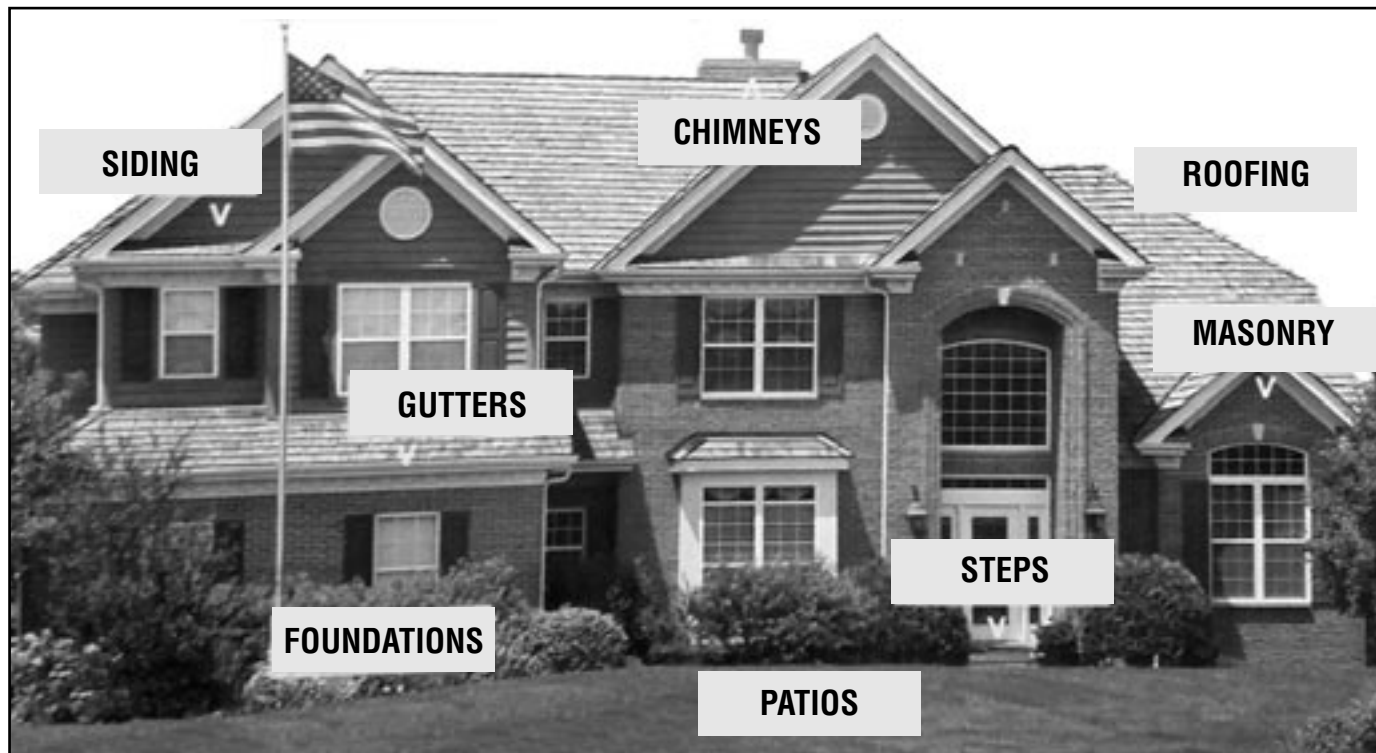 CHIMNEYS
SIDING
ROOFING
MASONRY
GUTTERS
STEPS
FOUNDATIONS
PATIOS